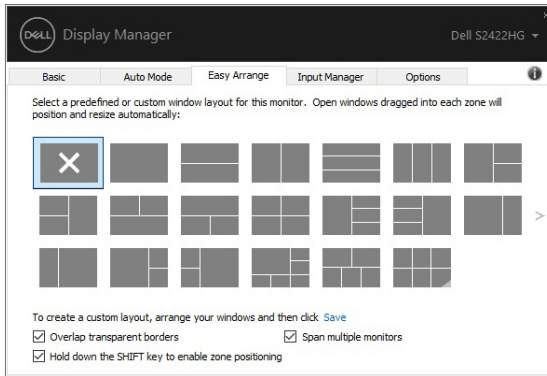 DELL Display Manager
Dell S2422HG
Basic
Auto Mode
Easy Arrange
Input Manager
Options
Select a predefined or custom window layout for this monitor. Open windows dragged into each zone will
position and resize automatically:
To create a custom layout, arrange your windows and then click Save
Overlap transparent borders
Span multiple monitors
Hold down the SHIFT key to enable zone positioning